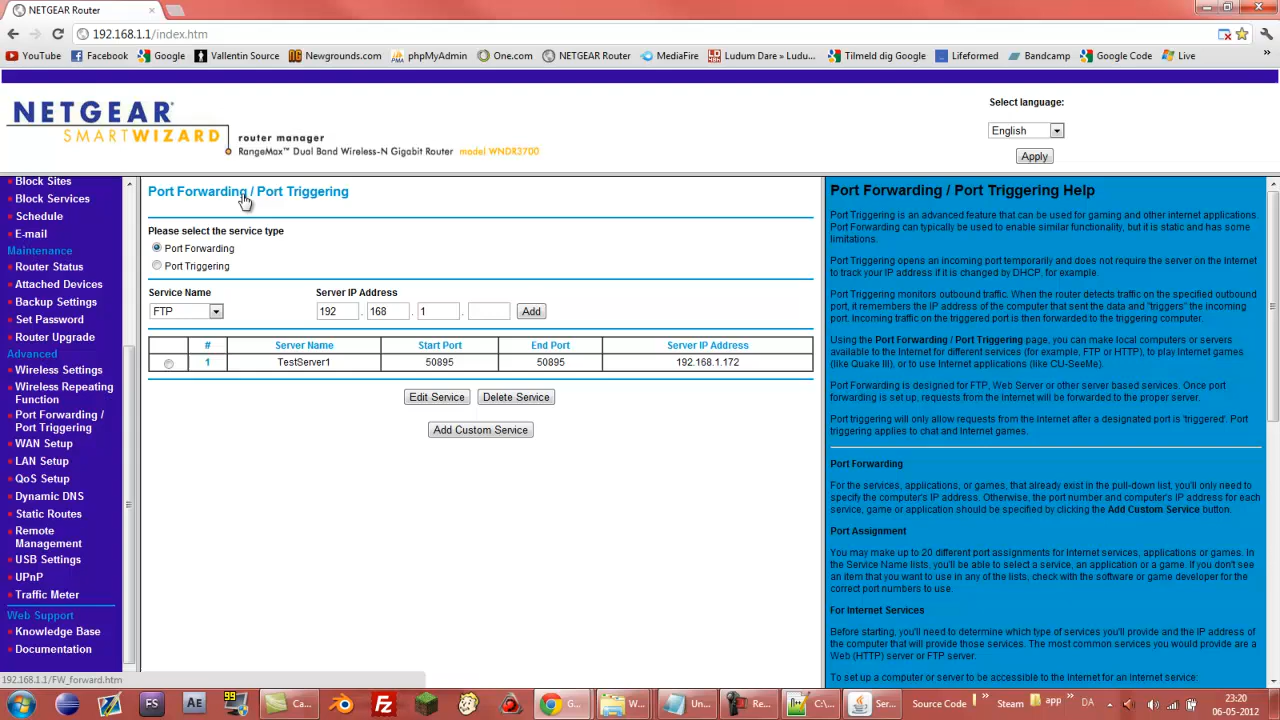 NETGEAR Router
192.168.1.1/index.htm
YouTube Facebook Google Vallentin Source Newgrounds.com phpMyAdmin One.com NETGEAR Router MediaFire Ludum Dare » Ludu... Tilmeld dig Google Lifeformed Bandcamp Google Code Live »
NETGEAR®
SMARTWIZARD
router manager
RangeMax™ Dual Band Wireless-N Gigabit Router model WNDR3700
Select language:
English
Apply
Block Sites
Block Services
Schedule
E-mail
Maintenance
Router Status
Attached Devices
Backup Settings
Set Password
Router Upgrade
Advanced
Wireless Settings
Wireless Repeating
Function
Port Forwarding /
Port Triggering
WAN Setup
LAN Setup
QoS Setup
Dynamic DNS
Static Routes
Remote
Management
USB Settings
UPnP
Traffic Meter
Web Support
Knowledge Base
Documentation
Port Forwarding / Port Triggering
Please select the service type
Port Forwarding
Port Triggering
Service Name Server IP Address
FTP 192 . 168 . 1 . Add
# Server Name Start Port End Port Server IP Address
1 TestServer1 50895 50895 192.168.1.172
Edit Service Delete Service
Add Custom Service
Port Forwarding / Port Triggering Help
Port Triggering is an advanced feature that can be used for gaming and other internet applications.
Port Forwarding can typically be used to enable similar functionality, but it is static and has some
limitations.
Port Triggering opens an incoming port temporarily and does not require the server on the Internet
to track your IP address if it is changed by DHCP, for example.
Port Triggering monitors outbound traffic. When the router detects traffic on the specified outbound
port, it remembers the IP address of the computer that sent the data and "triggers" the incoming
port. Incoming traffic on the triggered port is then forwarded to the triggering computer.
Using the Port Forwarding / Port Triggering page, you can make local computers or servers
available to the Internet for different services (for example, FTP or HTTP), to play Internet games
(like Quake III), or to use Internet applications (like CU-SeeMe).
Port Forwarding is designed for FTP, Web Server or other server based services. Once port
forwarding is set up, requests from the Internet will be forwarded to the proper server.
Port triggering will only allow requests from the Internet after a designated port is 'triggered'. Port
triggering applies to chat and Internet games.
Port Forwarding
For the services, applications, or games, that already exist in the pull-down list, you'll only need to
specify the computer's IP address. Otherwise, the port number and computer's IP address for each
service, game or application should be specified by clicking the Add Custom Service button.
Port Assignment
You may make up to 20 different port assignments for Internet services, applications or games. In
the Service Name lists, you'll be able to select a service, an application or a game. If you don't see
an item that you want to use in any of the lists, check with the software or game developer for the
correct port numbers to use.
For Internet Services
Before starting, you'll need to determine which type of services you'll provide and the IP address of
the computer that will provide those services. The most common services you would provide are a
Web (HTTP) server or FTP server.
To set up a computer or server to be accessible to the Internet for an Internet service:
192.168.1.1/FW_forward.htm
FS AE 99 Ca... G... W... Un... Re... C:\... Ser... Source Code » Steam » app » DA 23:20
06-05-2012